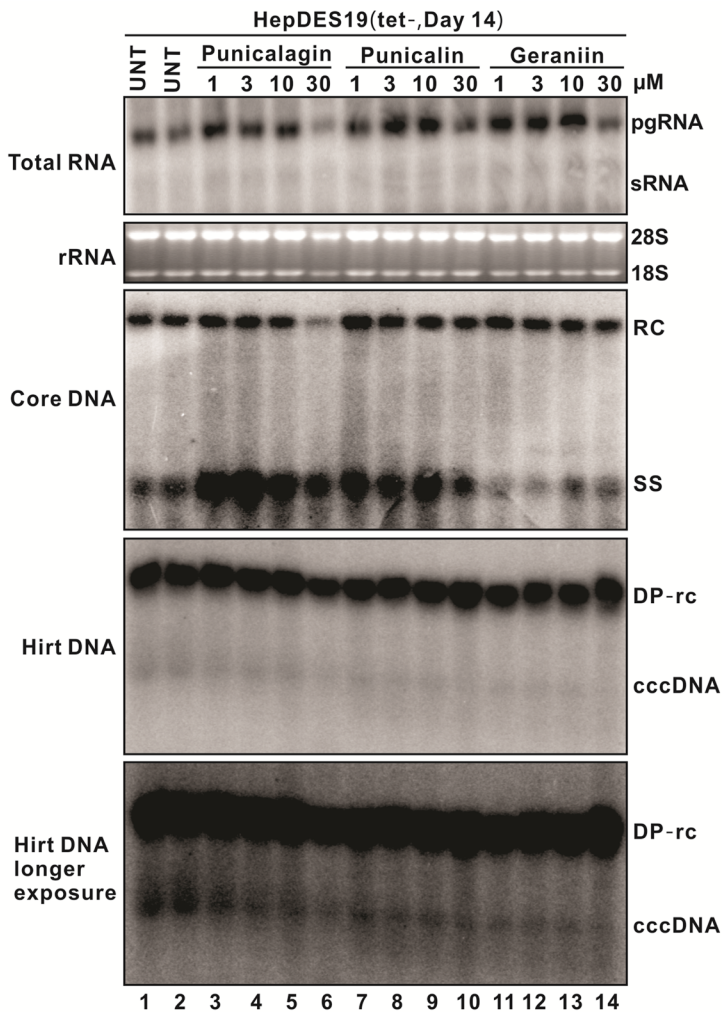 HepDES19(tet-,Day 14)
UNT UNT Punicalagin Punicalin Geraniin
1 3 10 30 1 3 10 30 1 3 10 30 μM
Total RNA
pgRNA
sRNA
rRNA
28S
18S
Core DNA
RC
SS
Hirt DNA
DP-rc
cccDNA
Hirt DNA
longer
exposure
DP-rc
cccDNA
1 2 3 4 5 6 7 8 9 10 11 12 13 14